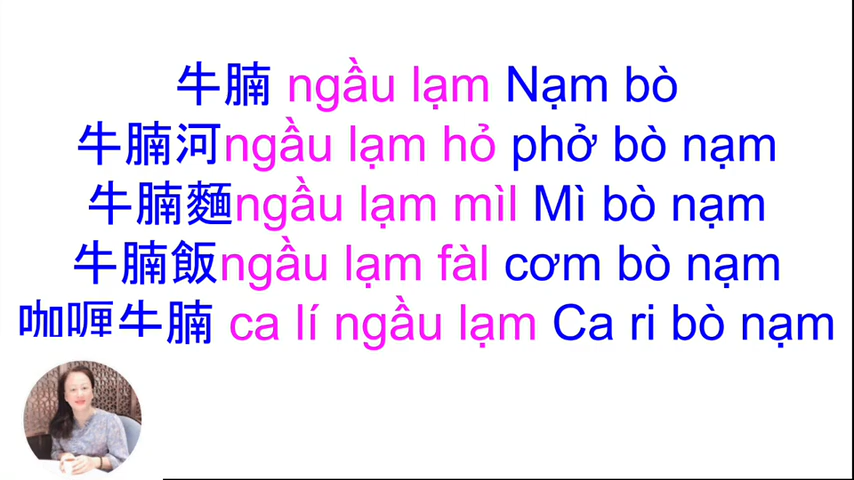 牛腩 ngầu lạm Nạm bò
牛腩河ngầu lạm hỏ phở bò nạm
牛腩麵ngầu lạm mìl Mì bò nạm
牛腩飯ngầu lạm fàl cơm bò nạm
咖喱牛腩 ca lí ngầu lạm Ca ri bò nạm